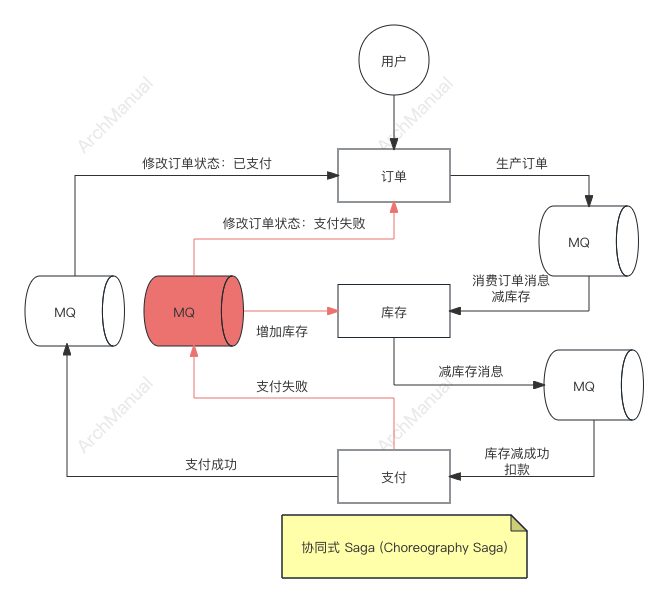 用户
ArchManual
ArchManual
修改订单状态：已支付
订单
生产订单
修改订单状态：支付失败
MQ
消费订单消息
减库存
MQ
MQ
增加库存
库存
减库存消息
MQ
支付失败
ArchManual
ArchManual
支付成功
支付
库存减成功
扣款
协同式 Saga (Choreography Saga)